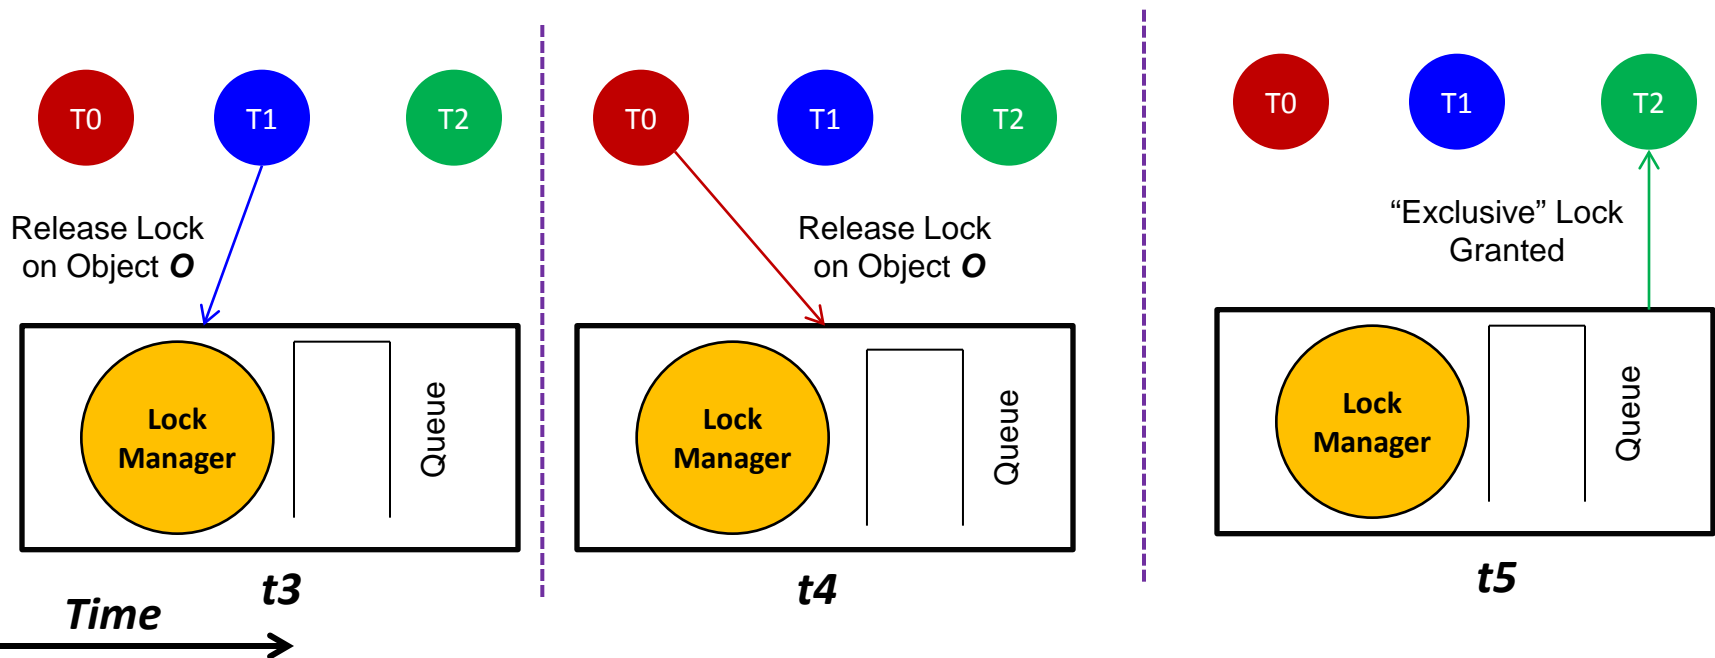 T0
T1
T2
Release Lock
on Object O
Lock
Manager
Queue
t3
Time
T0
T1
T2
Release Lock
on Object O
Lock
Manager
Queue
t4
T0
T1
T2
“Exclusive” Lock
Granted
Lock
Manager
Queue
t5